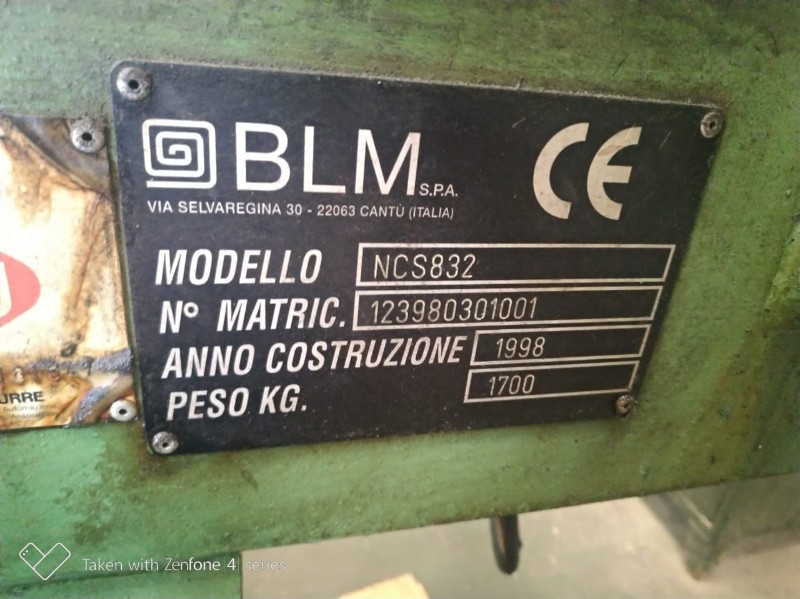 BLM S.P.A.
VIA SELVAREGINA 30 - 22063 CANTÙ (ITALIA)
CE
MODELLO NCS832
N° MATRIC. 123980301001
ANNO COSTRUZIONE 1998
PESO KG. 1700
URRE
Taken with Zenfone 4 series